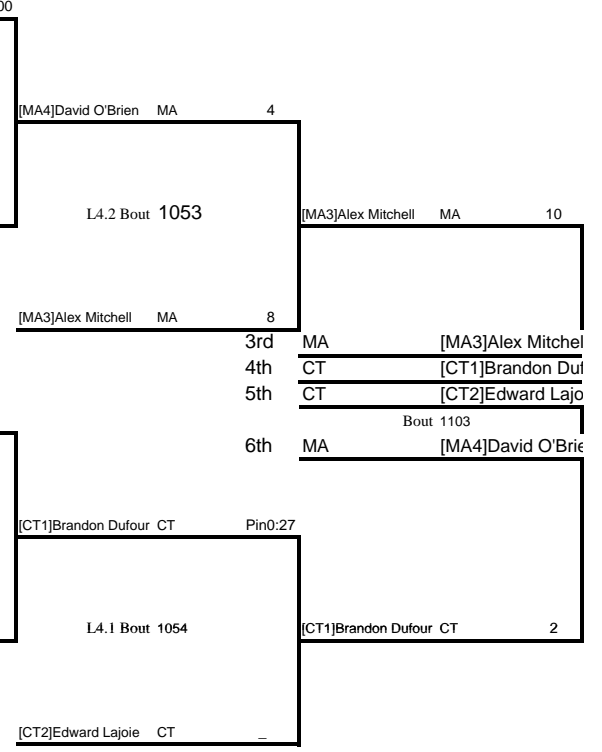 00
[MA4]David O'Brien MA 4
L4.2 Bout 1053
[MA3]Alex Mitchell MA 10
[MA3]Alex Mitchell MA 8
3rd MA [MA3]Alex Mitchel
4th CT [CT1]Brandon Duf
5th CT [CT2]Edward Lajo
Bout 1103
6th MA [MA4]David O'Brie
[CT1]Brandon Dufour CT Pin0:27
L4.1 Bout 1054
[CT1]Brandon Dufour CT 2
[CT2]Edward Lajoie CT _